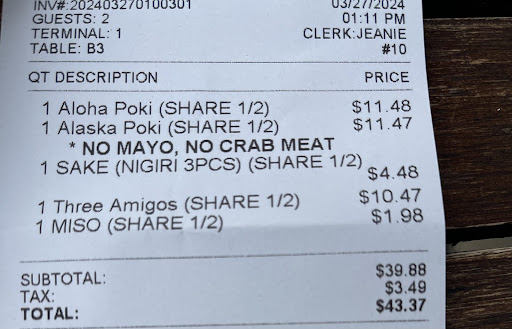 INV#:202403270100301 03/27/2024
GUESTS: 2 01:11 PM
TERMINAL: 1 CLERK:JEANIE
TABLE: B3 #10
QT DESCRIPTION PRICE
1 Aloha Poki (SHARE 1/2) $11.48
1 Alaska Poki (SHARE 1/2) $11.47
* NO MAYO, NO CRAB MEAT
1 SAKE (NIGIRI 3PCS) (SHARE 1/2) $4.48
1 Three Amigos (SHARE 1/2) $10.47
1 MISO (SHARE 1/2) $1.98
SUBTOTAL: $39.88
TAX: $3.49
TOTAL: $43.37